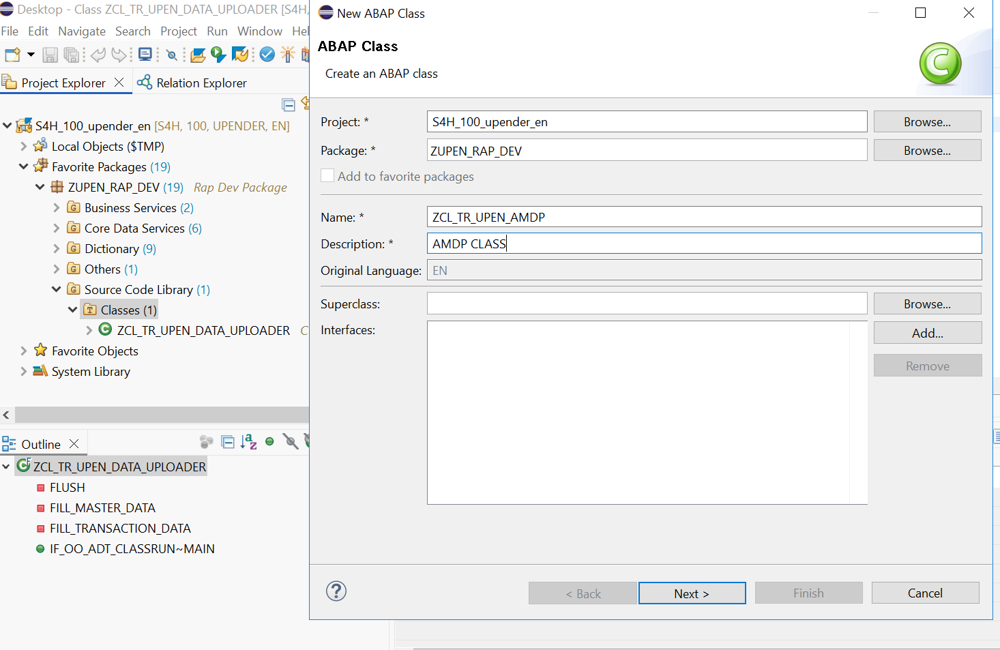 Desktop - Class ZCL_TR_UPEN_DATA_UPLOADER [S4H,
File Edit Navigate Search Project Run Window Hel
Project Explorer
Relation Explorer
S4H_100_upender_en [S4H, 100, UPENDER, EN]
Local Objects ($TMP)
Favorite Packages (19)
ZUPEN_RAP_DEV (19) Rap Dev Package
G Business Services (2)
G Core Data Services (6)
G Dictionary (9)
G Others (1)
G Source Code Library (1)
T Classes (1)
C ZCL_TR_UPEN_DATA_UPLOADER C
Favorite Objects
System Library
Outline
a
z
C F ZCL_TR_UPEN_DATA_UPLOADER
FLUSH
FILL_MASTER_DATA
FILL_TRANSACTION_DATA
IF_OO_ADT_CLASSRUN~MAIN
New ABAP Class
ABAP Class
Create an ABAP class
C
Project: * S4H_100_upender_en Browse...
Package: * ZUPEN_RAP_DEV Browse...
Add to favorite packages
Name: * ZCL_TR_UPEN_AMDP
Description: * AMDP CLASS
Original Language: EN
Superclass: Browse...
Interfaces: Add...
Remove
? < Back Next > Finish Cancel